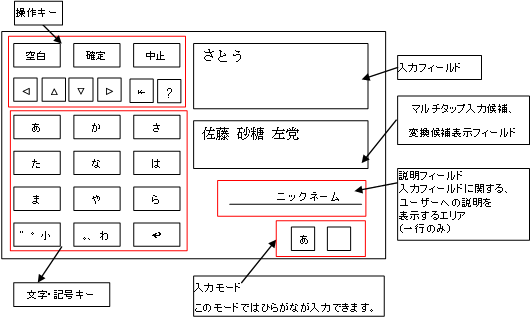 操作キー
空白 確定 中止
◁ △ ▽ ▷ ⇤ ?
あ か さ
た な は
ま や ら
゛゜小 。、わ ↵
文字・記号キー
さとう
佐藤 砂糖 左党
ニックネーム
あ
入力モード
このモードではひらがなが入力できます。
入力フィールド
マルチタップ入力候補、
変換候補表示フィールド
説明フィールド
入力フィールドに関する、
ユーザーへの説明を
表示するエリア
(一行のみ)